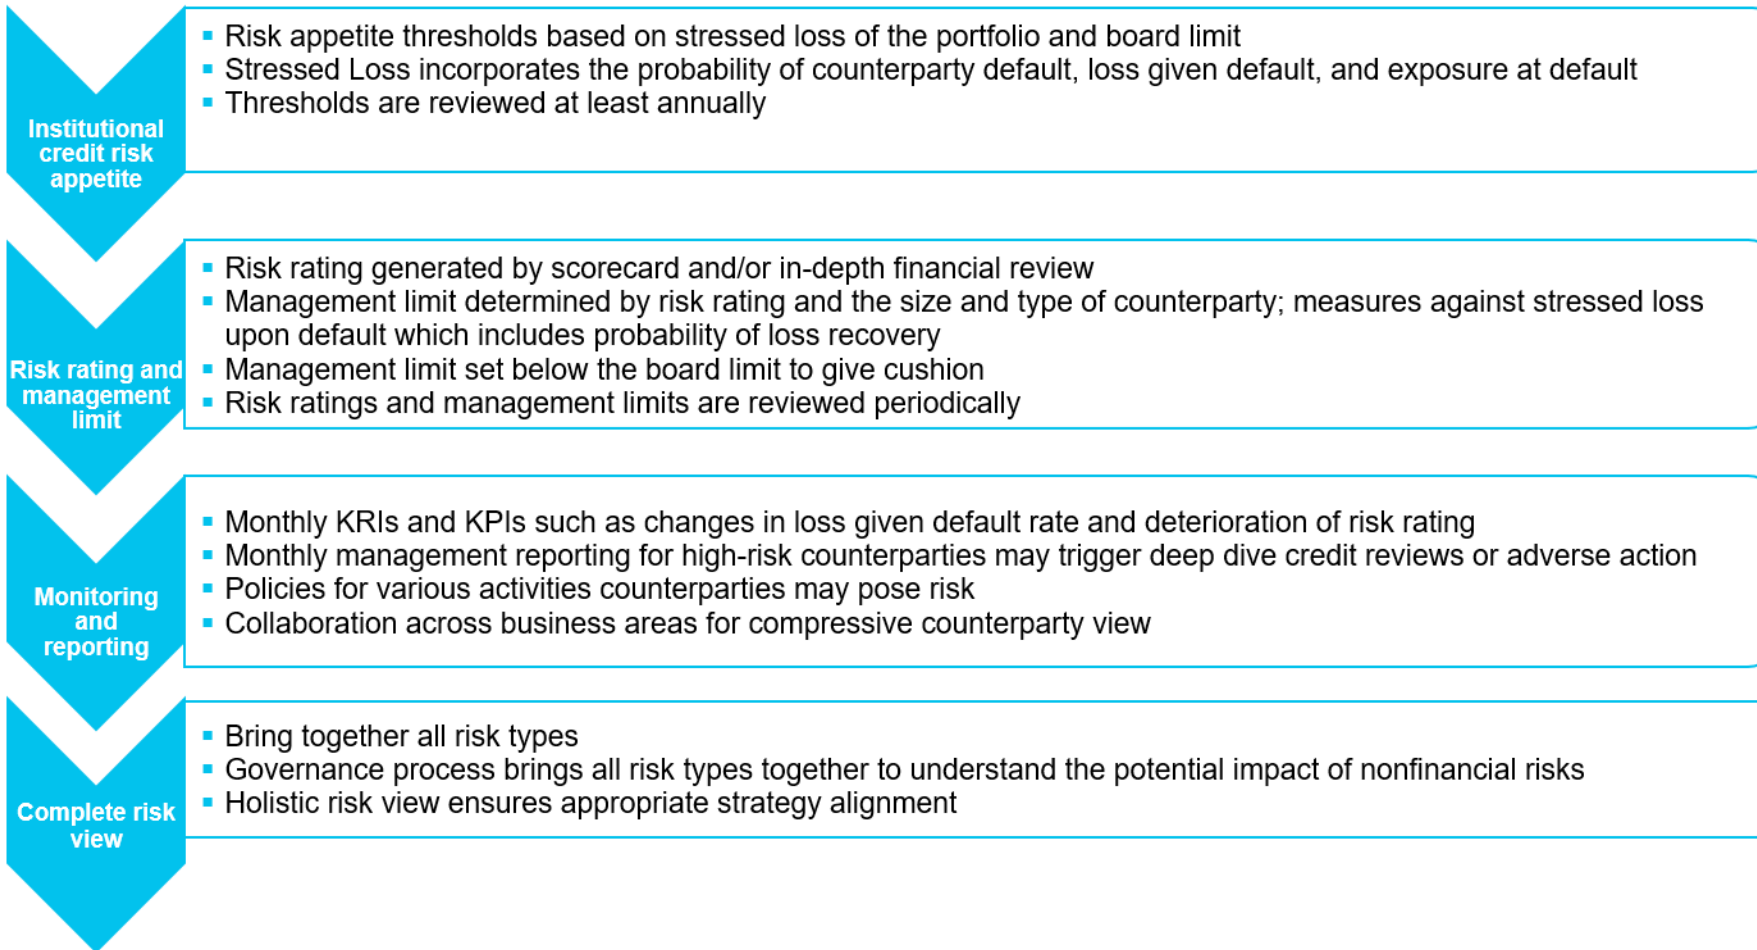 Institutional
credit risk
appetite
▪ Risk appetite thresholds based on stressed loss of the portfolio and board limit
▪ Stressed Loss incorporates the probability of counterparty default, loss given default, and exposure at default
▪ Thresholds are reviewed at least annually
Risk rating and
management
limit
▪ Risk rating generated by scorecard and/or in-depth financial review
▪ Management limit determined by risk rating and the size and type of counterparty; measures against stressed loss
upon default which includes probability of loss recovery
▪ Management limit set below the board limit to give cushion
▪ Risk ratings and management limits are reviewed periodically
Monitoring
and
reporting
▪ Monthly KRIs and KPIs such as changes in loss given default rate and deterioration of risk rating
▪ Monthly management reporting for high-risk counterparties may trigger deep dive credit reviews or adverse action
▪ Policies for various activities counterparties may pose risk
▪ Collaboration across business areas for compressive counterparty view
Complete risk
view
▪ Bring together all risk types
▪ Governance process brings all risk types together to understand the potential impact of nonfinancial risks
▪ Holistic risk view ensures appropriate strategy alignment